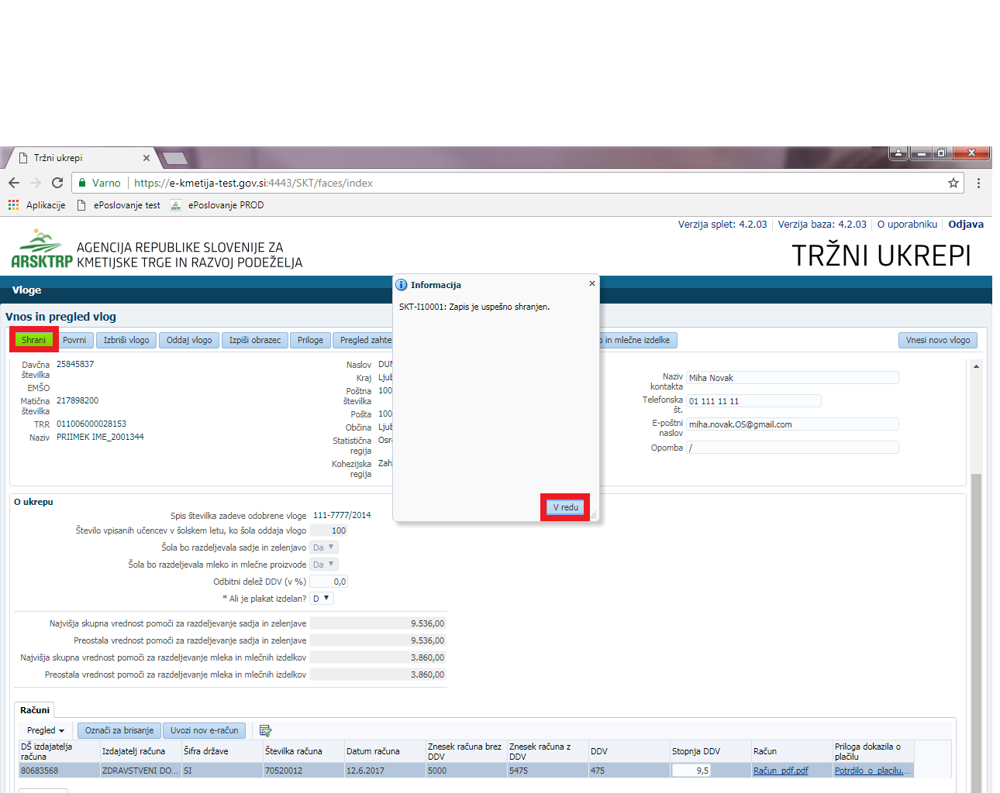 Tržni ukrepi
Varno https://e-kmetija-test.gov.si:4443/SKT/faces/index
Aplikacije ePoslovanje test ePoslovanje PROD
Verzija splet: 4.2.03 Verzija baza: 4.2.03 O uporabniku Odjava
ARSKTRP
AGENCIJA REPUBLIKE SLOVENIJE ZA
KMETIJSKE TRGE IN RAZVOJ PODEŽELJA
TRŽNI UKREPI
Vloge
Vnos in pregled vlog
Shrani Povrni Izbriši vlogo Oddaj vlogo Izpiši obrazec Priloge Pregled zahte in mlečne izdelke Vnesi novo vlogo
Informacija
SKT-I10001: Zapis je uspešno shranjen.
V redu
Davčna številka 25845837
EMŠO
Matična številka 217898200
TRR 011006000028153
Naziv PRIIMEK IME_2001344
Naslov DUN
Kraj Ljub
Poštna številka 100
Pošta 100
Občina Ljub
Statistična regija Osr
Kohezijska regija Zah
Naziv kontakta Miha Novak
Telefonska št. 01 111 11 11
E-poštni naslov miha.novak.OS@gmail.com
Opomba /
O ukrepu
Spis številka zadeve odobrene vloge 111-7777/2014
Število vpisanih učencev v šolskem letu, ko šola oddaja vlogo 100
Šola bo razdeljevala sadje in zelenjavo Da
Šola bo razdeljevala mleko in mlečne proizvode Da
Odbitni delež DDV (v %) 0,0
* Ali je plakat izdelan? D
Najvišja skupna vrednost pomoči za razdeljevanje sadja in zelenjave 9.536,00
Preostala vrednost pomoči za razdeljevanje sadja in zelenjave 9.536,00
Najvišja skupna vrednost pomoči za razdeljevanje mleka in mlečnih izdelkov 3.860,00
Preostala vrednost pomoči za razdeljevanje mleka in mlečnih izdelkov 3.860,00
Računi
Pregled Označi za brisanje Uvozi nov e-račun
DŠ izdajatelja računa Izdajatelj računa Šifra države Številka računa Datum računa Znesek računa brez DDV Znesek računa z DDV DDV Stopnja DDV Račun Priloga dokazila o plačilu
80683568 ZDRAVSTVENI DO... SI 70520012 12.6.2017 5000 5475 475 9,5 Račun_pdf.pdf Potrdilo_o_placilu....